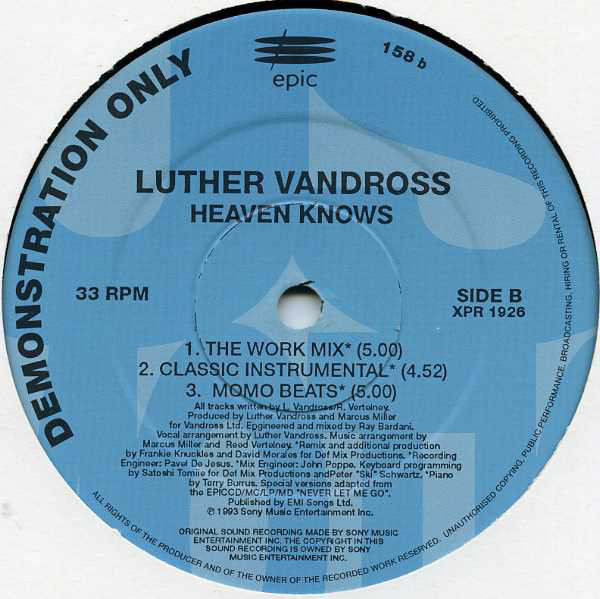 epic
158 b
DEMONSTRATION ONLY
LUTHER VANDROSS
HEAVEN KNOWS
33 RPM
SIDE B
XPR 1926
1. THE WORK MIX* (5.00)
2. CLASSIC INSTRUMENTAL* (4.52)
3. MOMO BEATS* (5.00)
All tracks written by L. Vandross/R. Vertelney.
Produced by Luther Vandross and Marcus Miller
for Vandross Ltd. Epgineered and mixed by Ray Bardani.
Vocal arrangement by Luther Vandross. Music arrangement by
Marcus Miller and Reed Vertelney. *Remix and additional production
by Frankie Knuckles and David Morales for Def Mix Productions. *Recording
Engineer: Pavel De Jesus. *Mix Engineer: John Poppo. Keyboard programming
by Satoshi Tomiie for Def Mix Productions andPeter "Ski" Schwartz. *Piano
by Terry Burrus. Special versions adapted from
the EPICCD/MC/LP/MD "NEVER LET ME GO".
Published by EMI Songs Ltd.
℗ 1993 Sony Music Entertainment Inc.
ORIGINAL SOUND RECORDING MADE BY SONY MUSIC
ENTERTAINMENT INC. THE COPYRIGHT IN THIS
SOUND RECORDING IS OWNED BY SONY
MUSIC ENTERTAINMENT INC.
ALL RIGHTS OF THE PRODUCER AND OF THE OWNER OF THE RECORDED WORK RESERVED. UNAUTHORISED COPYING, PUBLIC PERFORMANCE, BROADCASTING, HIRING OR RENTAL OF THIS RECORDING PROHIBITED.